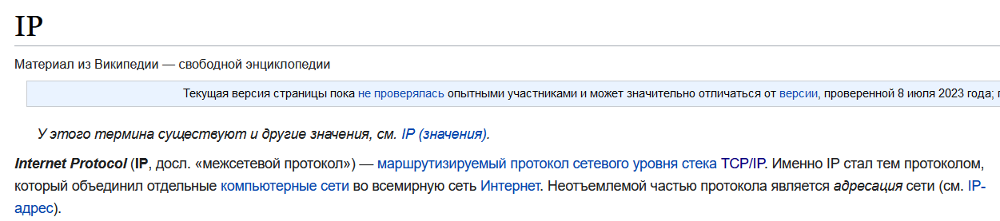 IP
Материал из Википедии — свободной энциклопедии
Текущая версия страницы пока не проверялась опытными участниками и может значительно отличаться от версии, проверенной 8 июля 2023 года;
У этого термина существуют и другие значения, см. IP (значения).
Internet Protocol (IP, досл. «межсетевой протокол») — маршрутизируемый протокол сетевого уровня стека TCP/IP. Именно IP стал тем протоколом,
который объединил отдельные компьютерные сети во всемирную сеть Интернет. Неотъемлемой частью протокола является адресация сети (см. IP-
адрес).